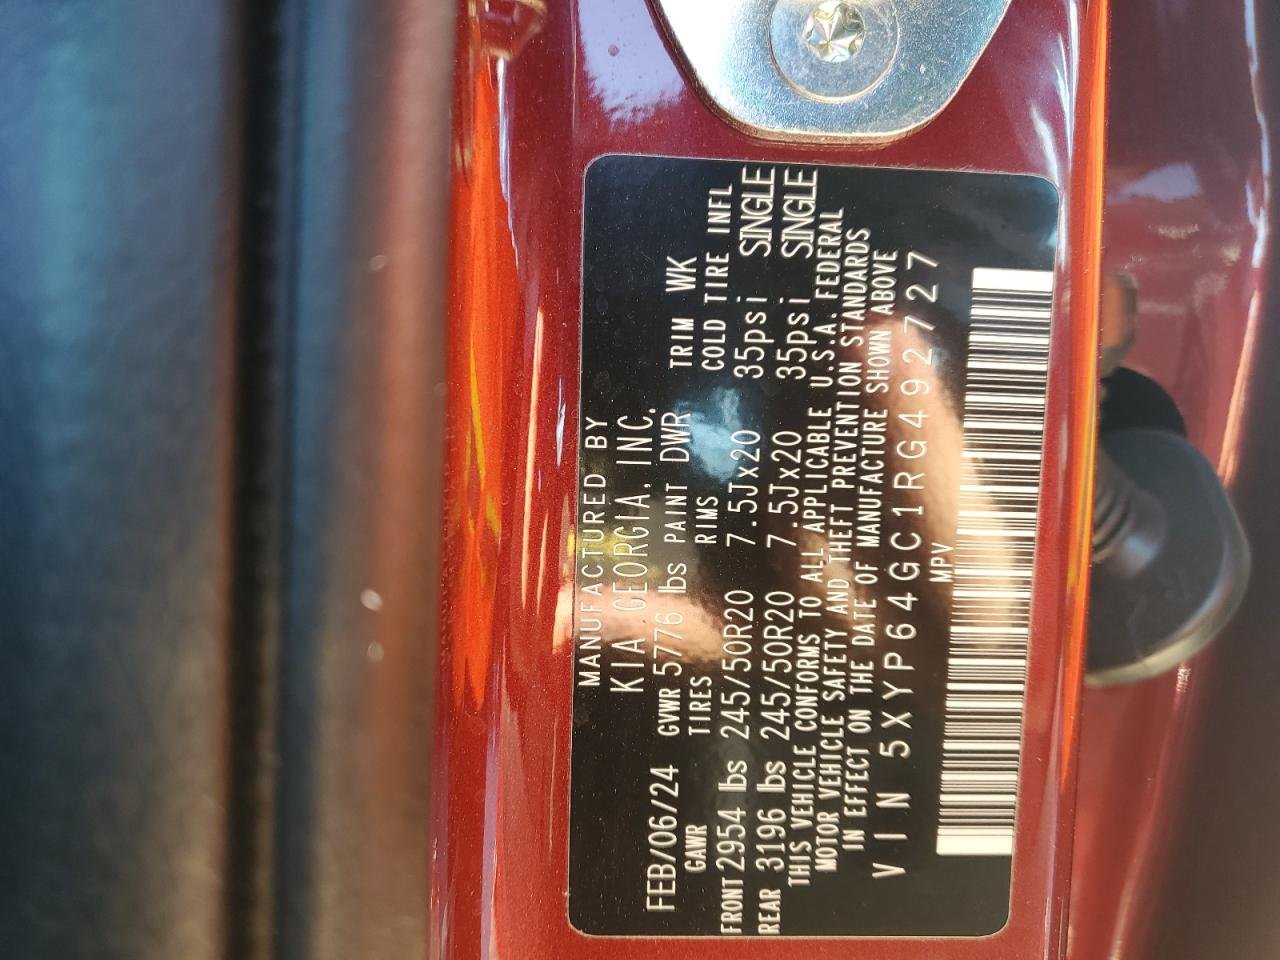 MANUFACTURED BY
KIA GEORGIA, INC.
FEB/06/24 GVWR 5776 lbs PAINT DWR TRIM WK
GAWR TIRES RIMS COLD TIRE INFL
FRONT 2954 lbs 245/50R20 7.5Jx20 35psi SINGLE
REAR 3196 lbs 245/50R20 7.5Jx20 35psi SINGLE
THIS VEHICLE CONFORMS TO ALL APPLICABLE U.S.A. FEDERAL
MOTOR VEHICLE SAFETY AND THEFT PREVENTION STANDARDS
IN EFFECT ON THE DATE OF MANUFACTURE SHOWN ABOVE
VIN 5XYP64GC1RG492727
MPV